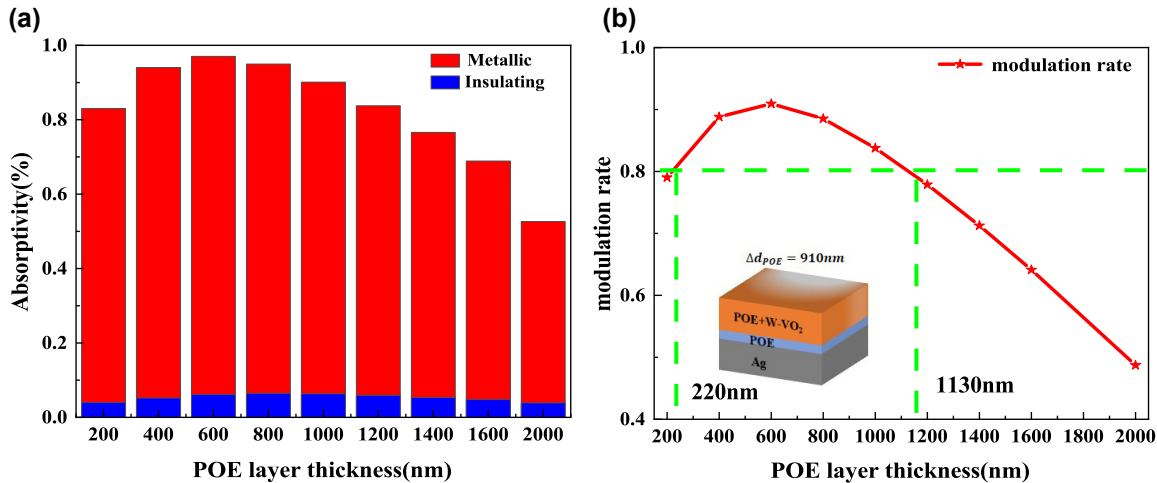 (a)
Absorptivity(%)
1.0
0.8
0.6
0.4
0.2
0.0
Metallic
Insulating
200 400 600 800 1000 1200 1400 1600 2000
POE layer thickness(nm)
(b)
modulation rate
1.0
0.8
0.6
0.4
modulation rate
Δd_POE = 910nm
POE+W-VO₂
POE
Ag
220nm
1130nm
200 400 600 800 1000 1200 1400 1600 1800 2000
POE layer thickness(nm)